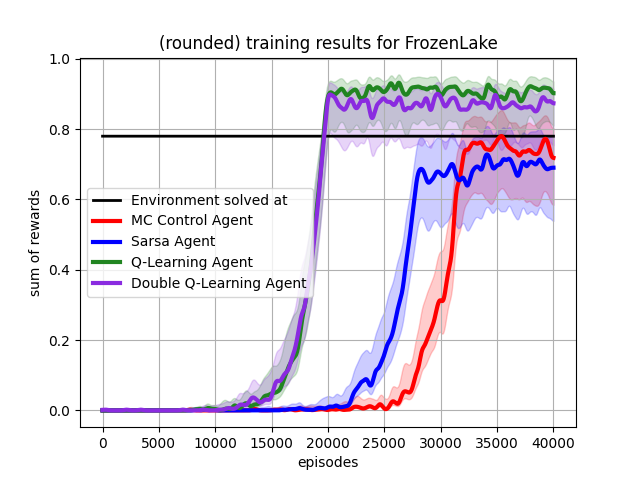 (rounded) training results for FrozenLake
1.0
0.8
0.6
0.4
0.2
0.0
sum of rewards
Environment solved at
MC Control Agent
Sarsa Agent
Q-Learning Agent
Double Q-Learning Agent
0 5000 10000 15000 20000 25000 30000 35000 40000
episodes